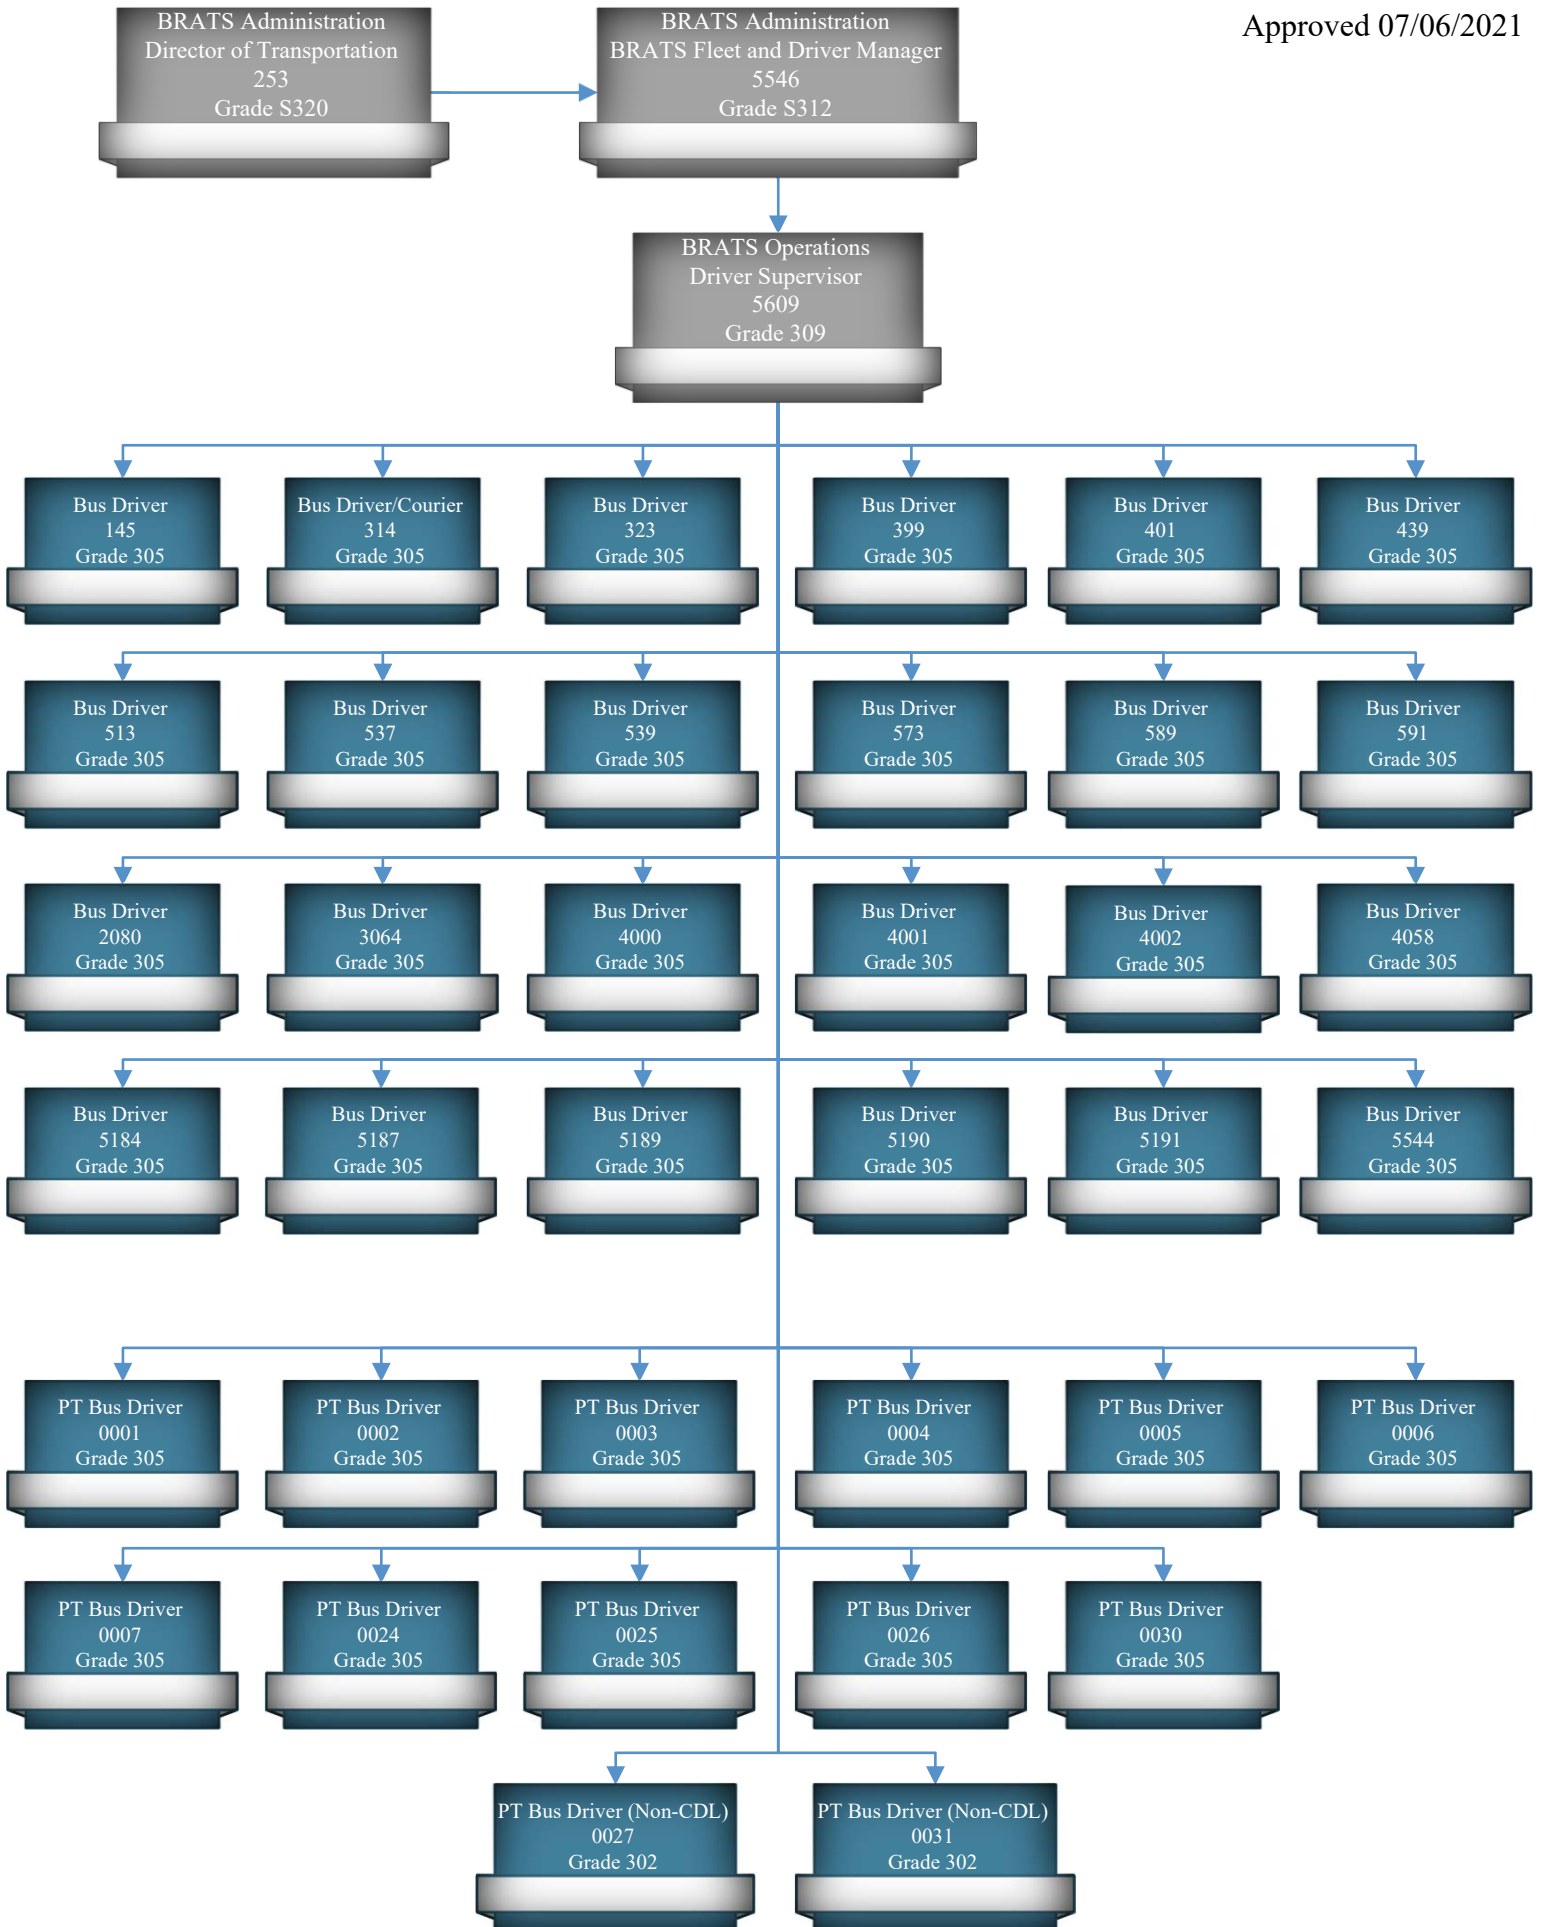 Approved 07/06/2021
BRATS Administration
Director of Transportation
253
Grade S320
BRATS Administration
BRATS Fleet and Driver Manager
5546
Grade S312
BRATS Operations
Driver Supervisor
5609
Grade 309
Bus Driver
145
Grade 305
Bus Driver/Courier
314
Grade 305
Bus Driver
323
Grade 305
Bus Driver
399
Grade 305
Bus Driver
401
Grade 305
Bus Driver
439
Grade 305
Bus Driver
513
Grade 305
Bus Driver
537
Grade 305
Bus Driver
539
Grade 305
Bus Driver
573
Grade 305
Bus Driver
589
Grade 305
Bus Driver
591
Grade 305
Bus Driver
2080
Grade 305
Bus Driver
3064
Grade 305
Bus Driver
4000
Grade 305
Bus Driver
4001
Grade 305
Bus Driver
4002
Grade 305
Bus Driver
4058
Grade 305
Bus Driver
5184
Grade 305
Bus Driver
5187
Grade 305
Bus Driver
5189
Grade 305
Bus Driver
5190
Grade 305
Bus Driver
5191
Grade 305
Bus Driver
5544
Grade 305
PT Bus Driver
0001
Grade 305
PT Bus Driver
0002
Grade 305
PT Bus Driver
0003
Grade 305
PT Bus Driver
0004
Grade 305
PT Bus Driver
0005
Grade 305
PT Bus Driver
0006
Grade 305
PT Bus Driver
0007
Grade 305
PT Bus Driver
0024
Grade 305
PT Bus Driver
0025
Grade 305
PT Bus Driver
0026
Grade 305
PT Bus Driver
0030
Grade 305
PT Bus Driver (Non-CDL)
0027
Grade 302
PT Bus Driver (Non-CDL)
0031
Grade 302